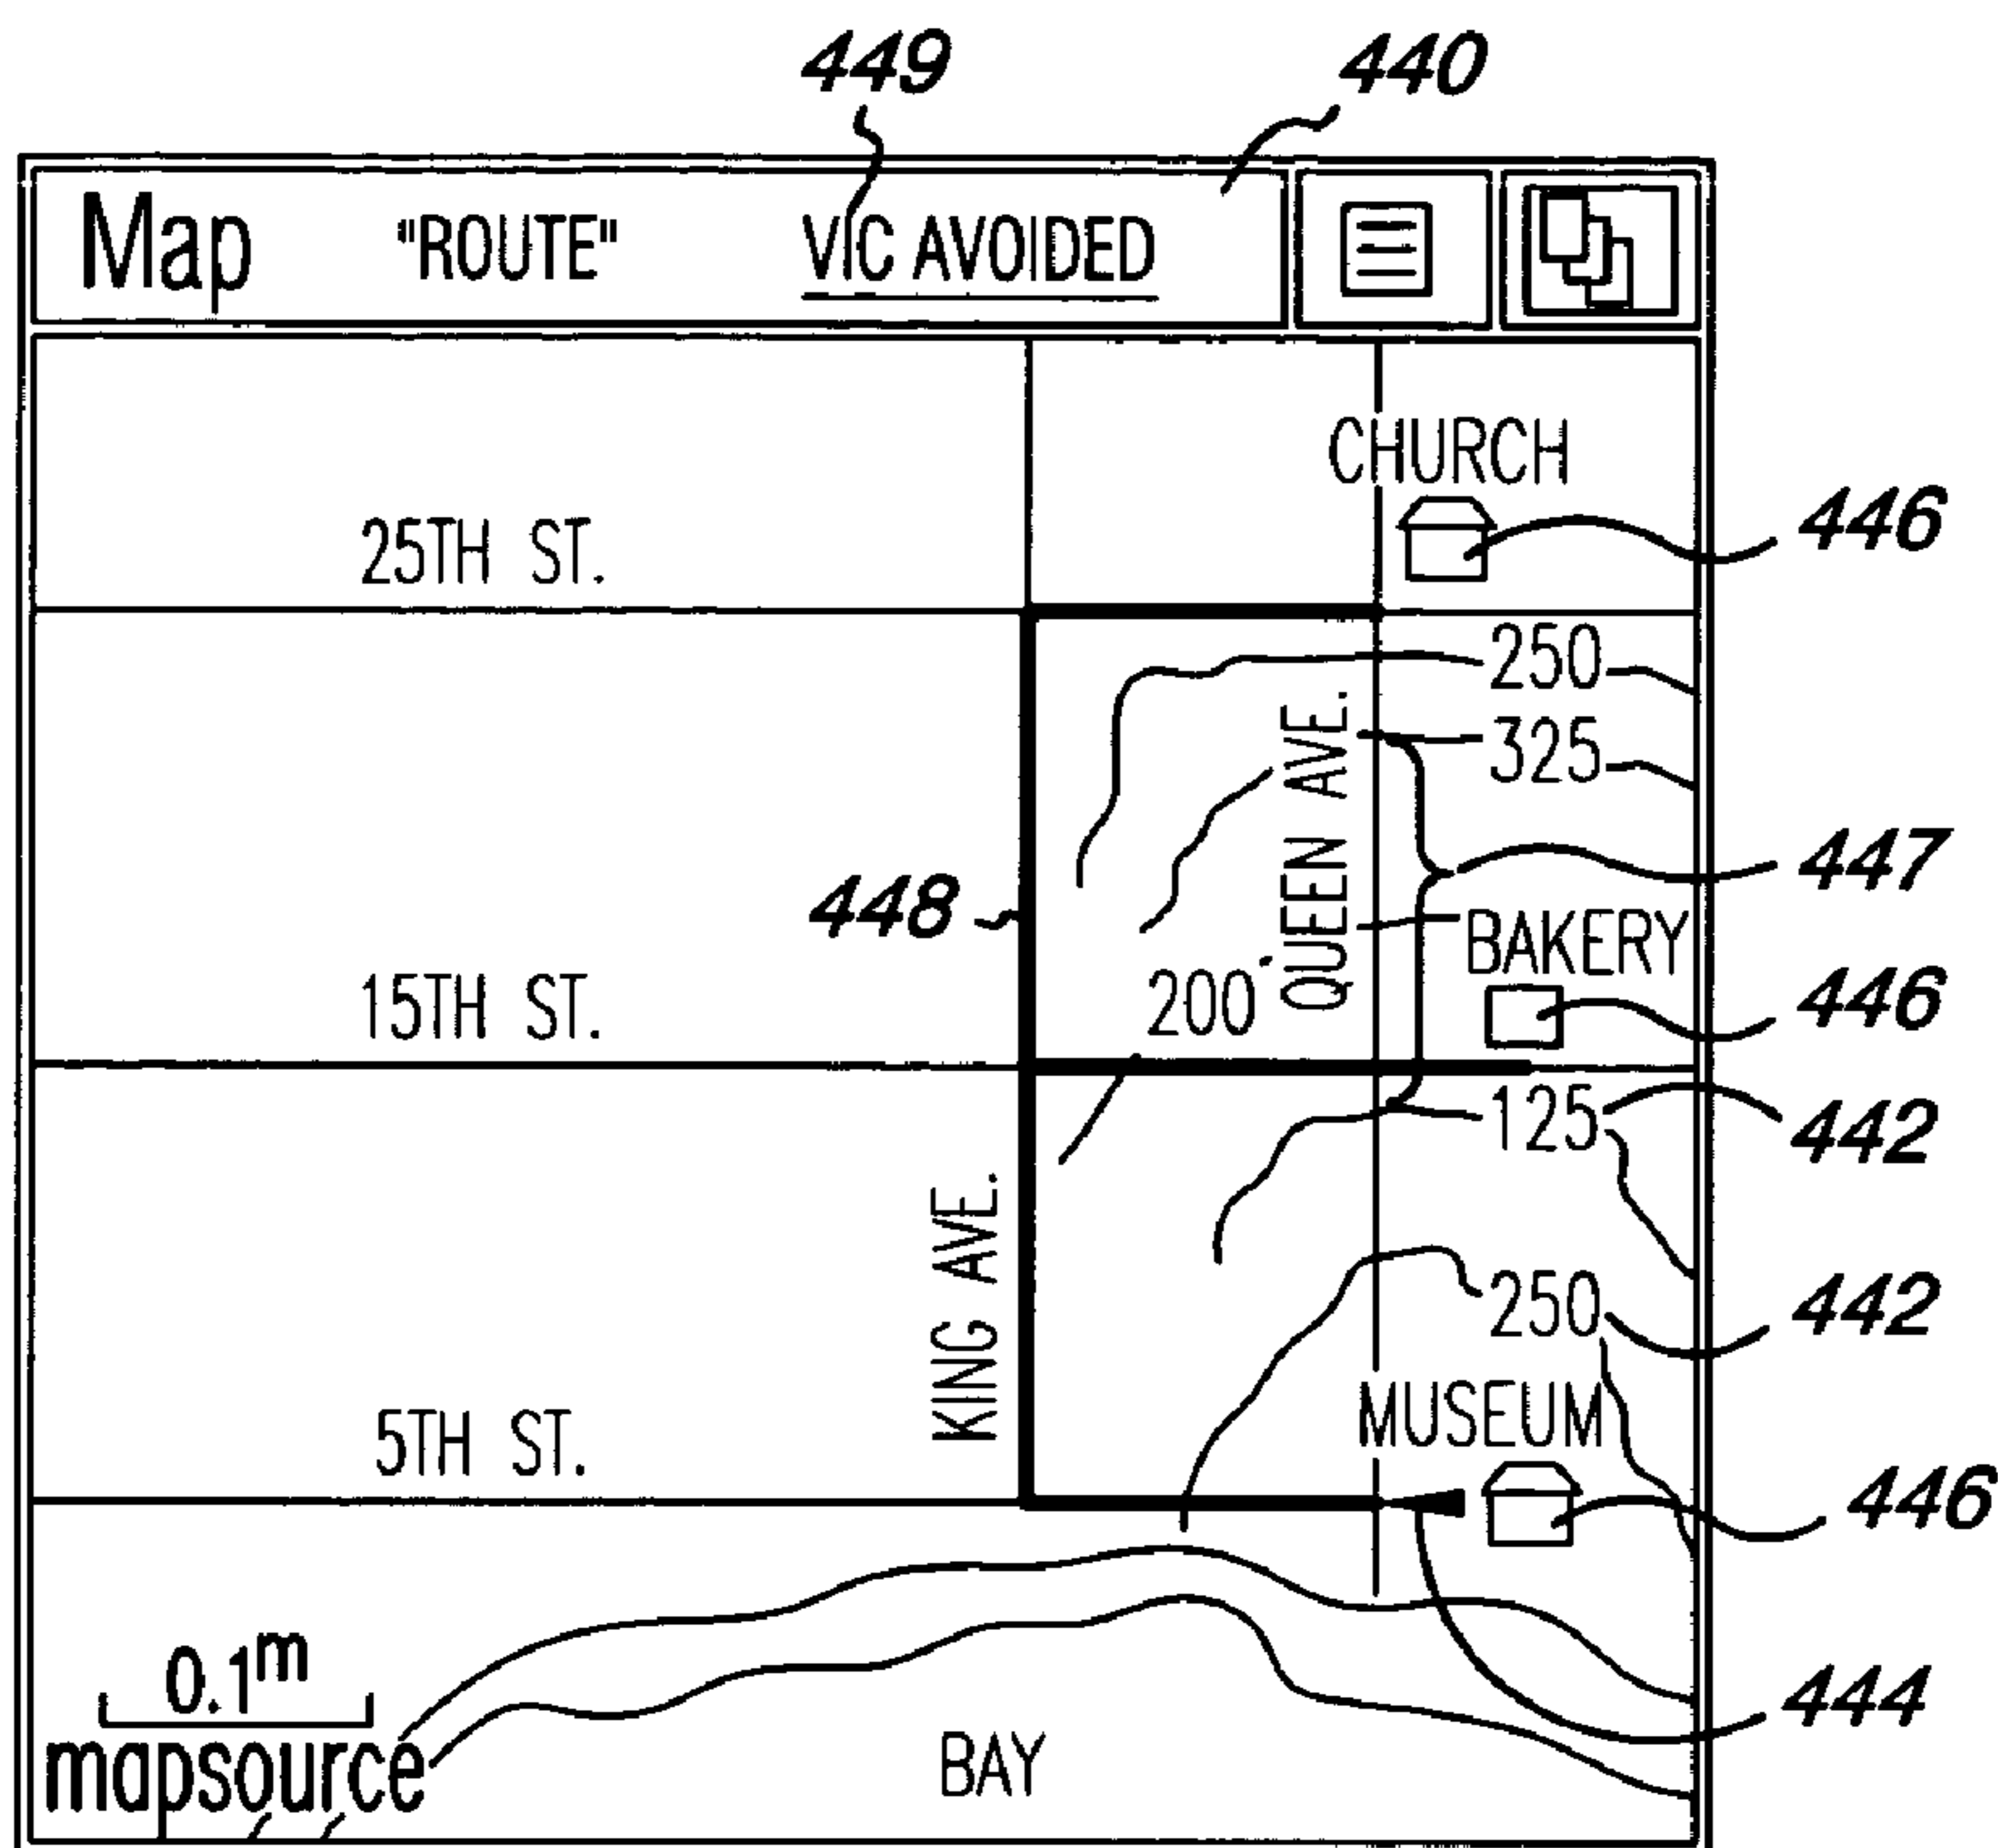 449 440
Map "ROUTE" VIC AVOIDED
CHURCH
446
25TH ST.
250
325
QUEEN AVE.
447
448
BAKERY
200
446
15TH ST.
125
442
KING AVE.
250
442
MUSEUM
5TH ST.
446
0.1m
444
mapsource
BAY